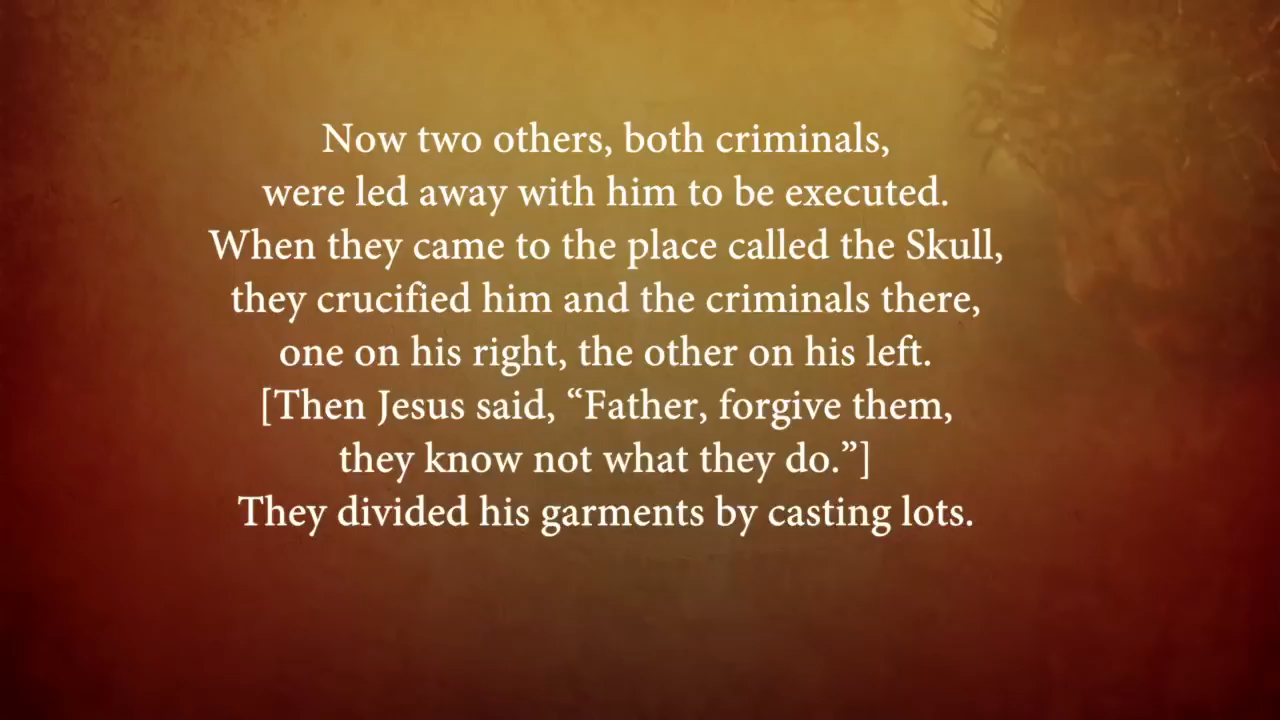 Now two others, both criminals,
were led away with him to be executed.
When they came to the place called the Skull,
they crucified him and the criminals there,
one on his right, the other on his left.
[Then Jesus said, “Father, forgive them,
they know not what they do.”]
They divided his garments by casting lots.